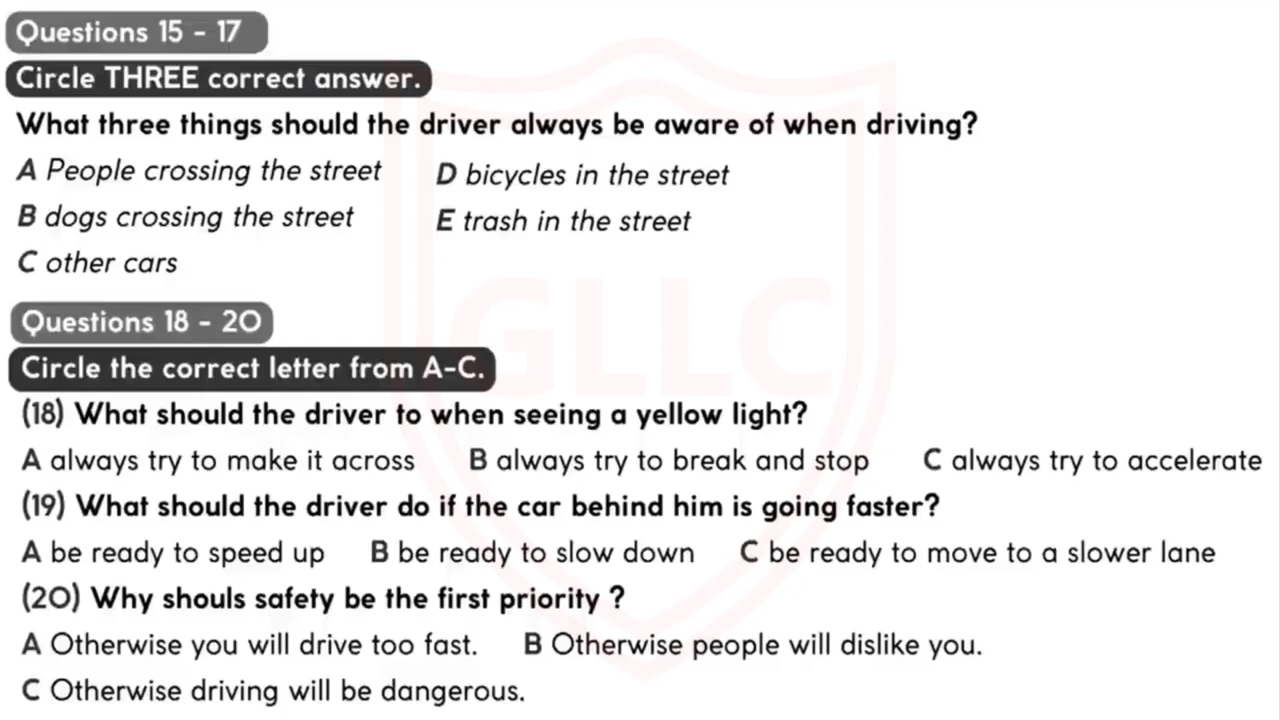 Questions 15 - 17
Circle THREE correct answer.
What three things should the driver always be aware of when driving?
A People crossing the street
D bicycles in the street
B dogs crossing the street
E trash in the street
C other cars
GLLC
Questions 18 - 20
Circle the correct letter from A-C.
(18) What should the driver to when seeing a yellow light?
A always try to make it across B always try to break and stop C always try to accelerate
(19) What should the driver do if the car behind him is going faster?
A be ready to speed up B be ready to slow down C be ready to move to a slower lane
(20) Why shouls safety be the first priority ?
A Otherwise you will drive too fast. B Otherwise people will dislike you.
C Otherwise driving will be dangerous.